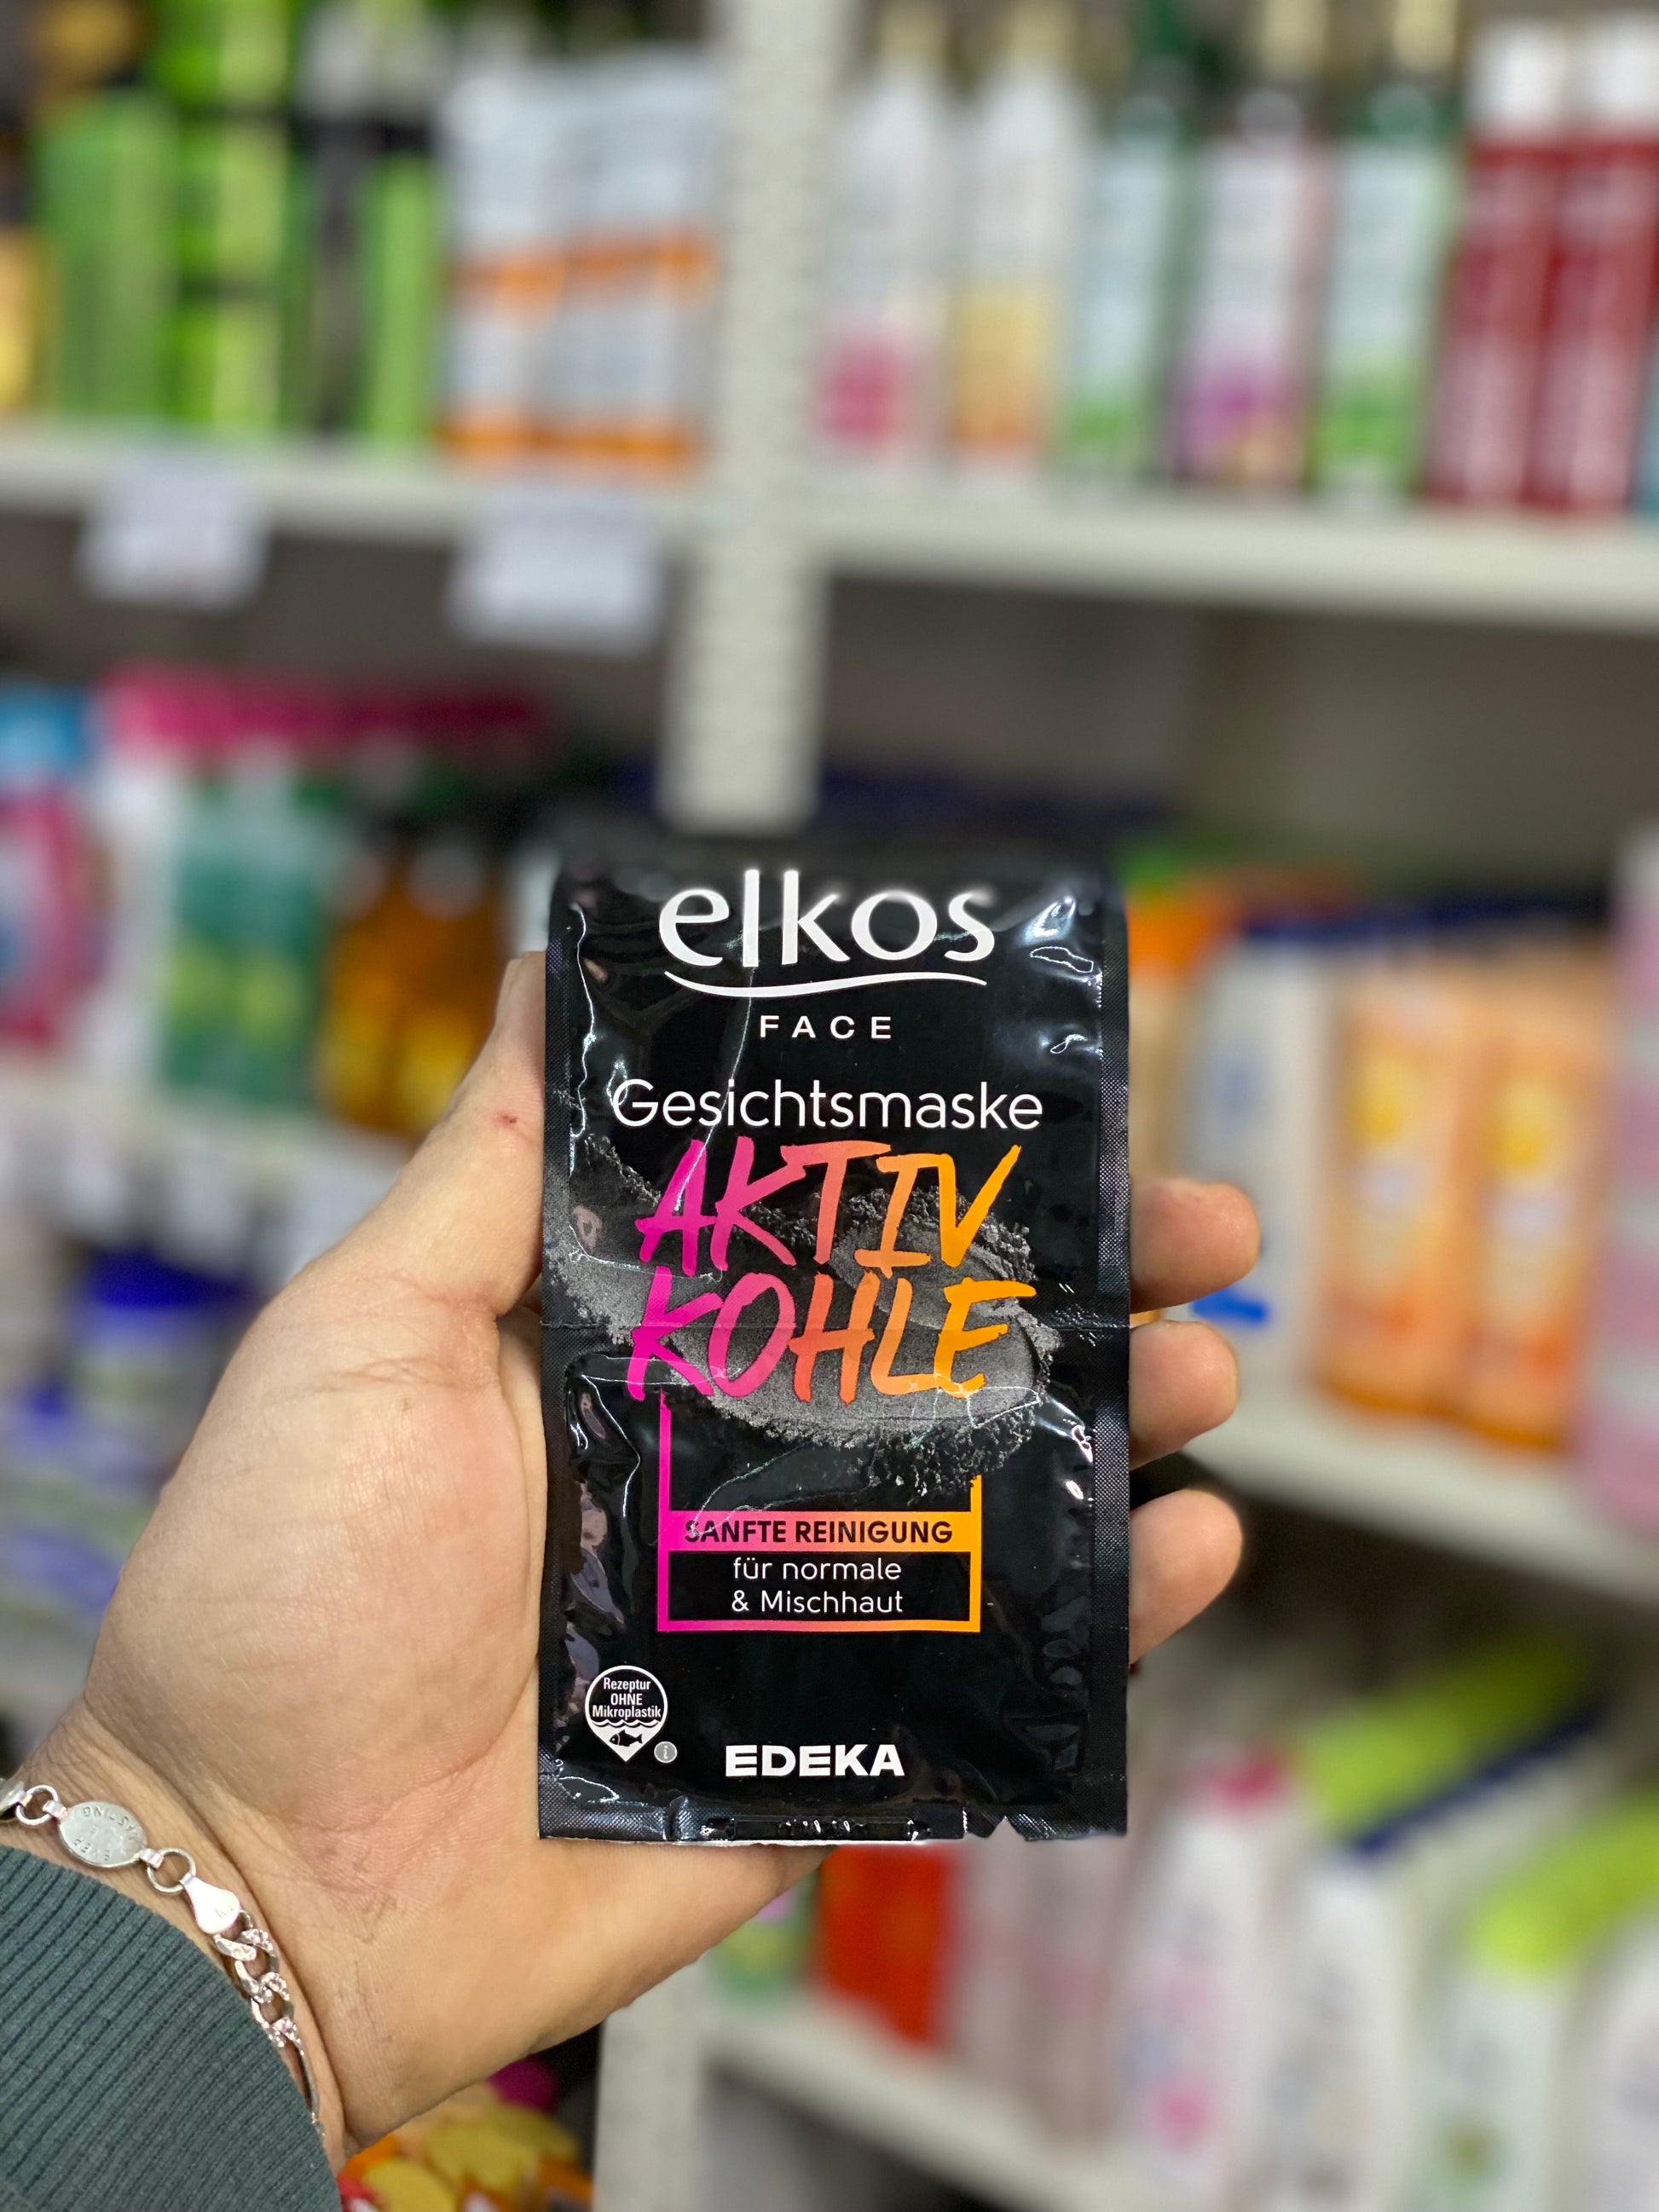 elkos
FACE
Gesichtsmaske
AKTIV
KOHLE
SANFTE REINIGUNG
für normale
& Mischhaut
Rezeptur
OHNE
Mikroplastik
i
EDEKA